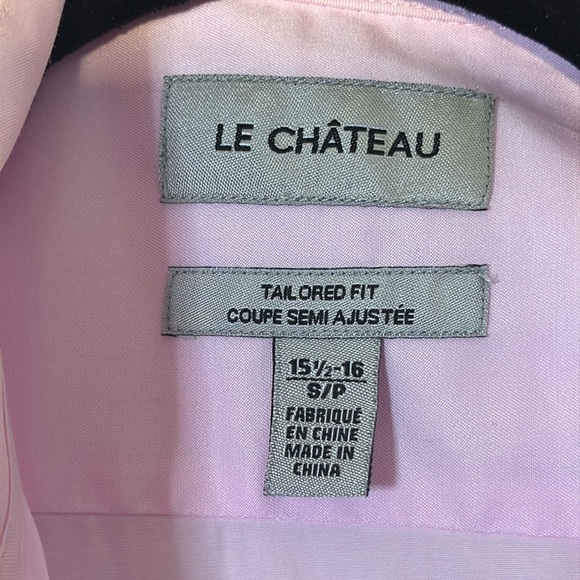 LE CHÂTEAU
TAILORED FIT
COUPE SEMI AJUSTÉE
15½-16
S/P
FABRIQUÉ
EN CHINE
MADE IN
CHINA